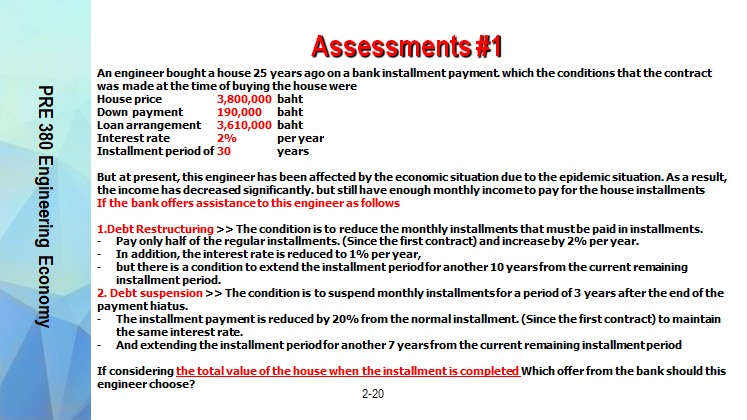 Assessments #1
PRE 380 Engineering Economy
An engineer bought a house 25 years ago on a bank installment payment. which the conditions that the contract
was made at the time of buying the house were
House price 3,800,000 baht
Down payment 190,000 baht
Loan arrangement 3,610,000 baht
Interest rate 2% per year
Installment period of 30 years
But at present, this engineer has been affected by the economic situation due to the epidemic situation. As a result,
the income has decreased significantly. but still have enough monthly income to pay for the house installments
If the bank offers assistance to this engineer as follows
1.Debt Restructuring >> The condition is to reduce the monthly installments that must be paid in installments.
- Pay only half of the regular installments. (Since the first contract) and increase by 2% per year.
- In addition, the interest rate is reduced to 1% per year,
- but there is a condition to extend the installment period for another 10 years from the current remaining
installment period.
2. Debt suspension >> The condition is to suspend monthly installments for a period of 3 years after the end of the
payment hiatus.
- The installment payment is reduced by 20% from the normal installment. (Since the first contract) to maintain
the same interest rate.
- And extending the installment period for another 7 years from the current remaining installment period
If considering the total value of the house when the installment is completed Which offer from the bank should this
engineer choose?
2-20